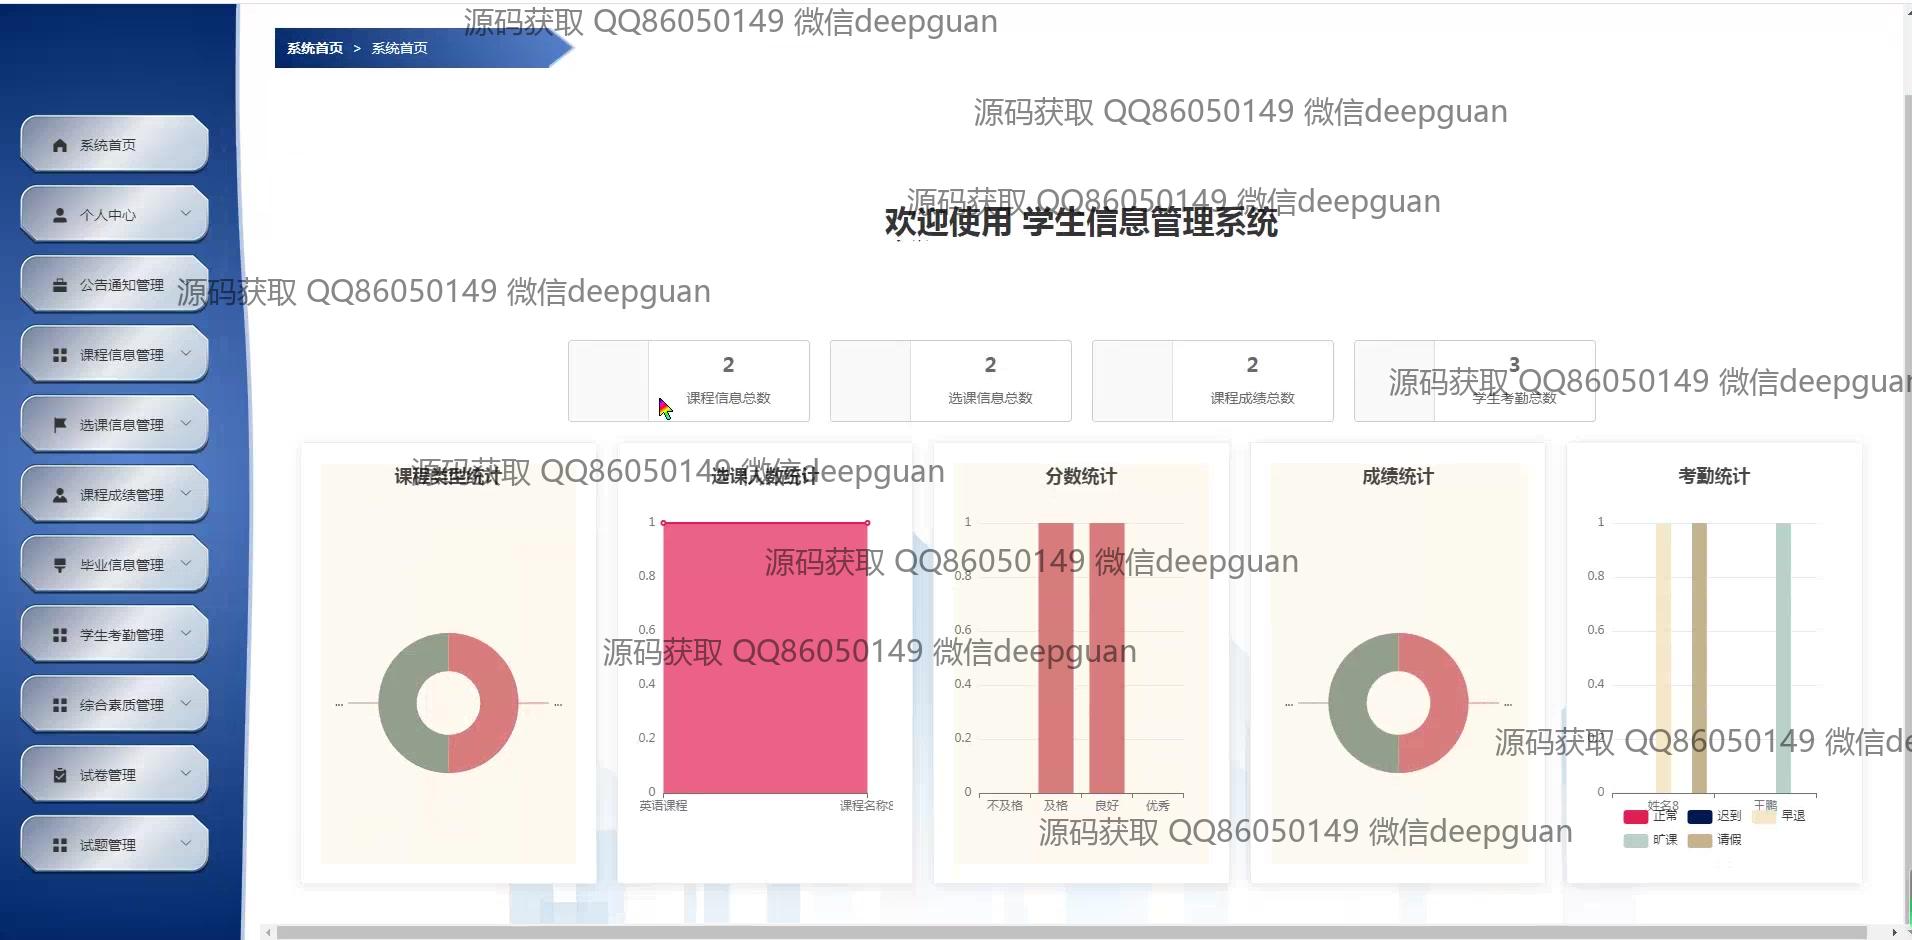 源码获取 QQ86050149 微信deepguan
系统首页 > 系统首页
源码获取 QQ86050149 微信deepguan
系统首页
源码获取 QQ86050149 微信deepguan
个人中心
欢迎使用 学生信息管理系统
公告通知管理
源码获取 QQ86050149 微信deepguan
课程信息管理
选课信息管理
课程成绩管理
毕业信息管理
学生考勤管理
综合素质管理
试卷管理
试题管理
2
课程信息总数
2
选课信息总数
2
课程成绩总数
3
学生考勤总数
源码获取 QQ86050149 微信deepguan
源码获取 QQ86050149 微信deepguan
课程类型统计
...
...
选课人数统计
1
0.8
0.6
0.4
0.2
0
英语课程
课程名称8
源码获取 QQ86050149 微信deepguan
源码获取 QQ86050149 微信deepguan
分数统计
1
0.8
0.6
0.4
0.2
0
不及格
及格
良好
优秀
成绩统计
...
...
考勤统计
1
0.8
0.6
0.4
0.2
0
姓名8
王鹏
正常
迟到
早退
旷课
请假
源码获取 QQ86050149 微信de
源码获取 QQ86050149 微信deepguan